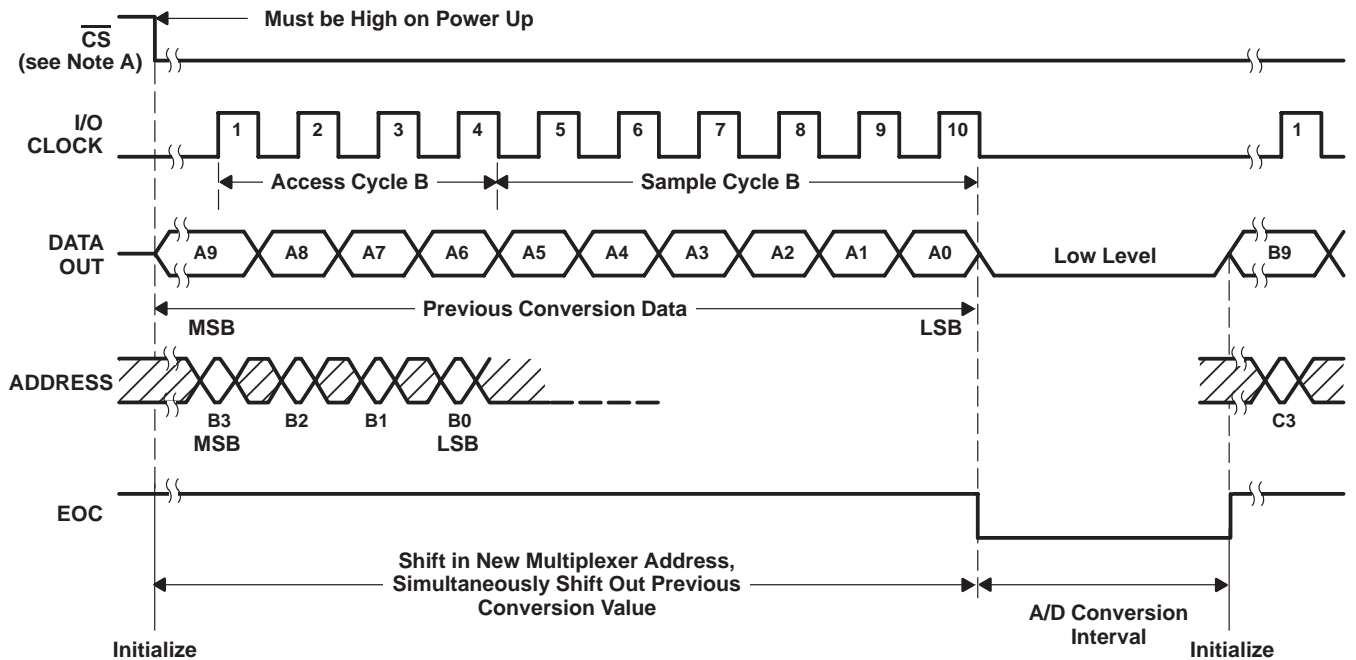 Must be High on Power Up
CS
(see Note A)
I/O
CLOCK
1 2 3 4 5 6 7 8 9 10 1
Access Cycle B Sample Cycle B
DATA
OUT
A9 A8 A7 A6 A5 A4 A3 A2 A1 A0 Low Level B9
Previous Conversion Data
MSB LSB
ADDRESS
B3 B2 B1 B0 C3
MSB LSB
EOC
Shift in New Multiplexer Address,
Simultaneously Shift Out Previous
Conversion Value
A/D Conversion
Interval
Initialize Initialize